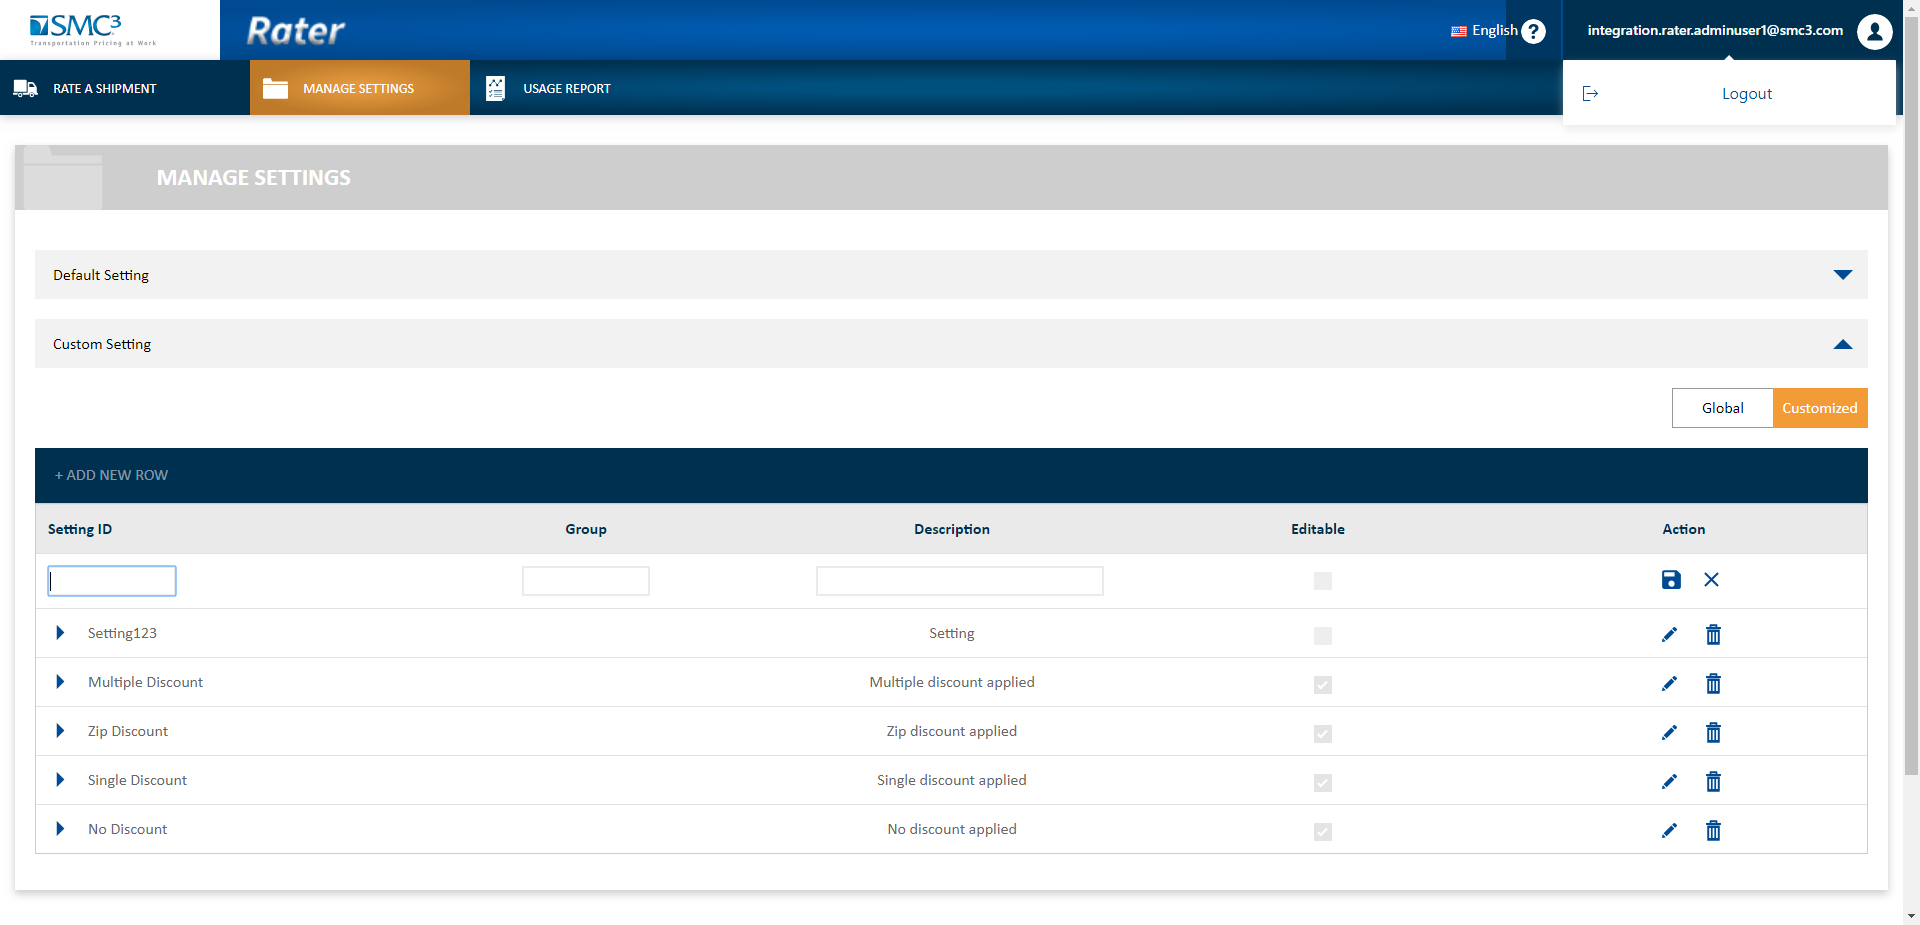 SMC³
Transportation Pricing at Work
Rater
English
?
integration.rater.adminuser1@smc3.com
RATE A SHIPMENT
MANAGE SETTINGS
USAGE REPORT
Logout
MANAGE SETTINGS
Default Setting
Custom Setting
Global
Customized
+ ADD NEW ROW
Setting ID Group Description Editable Action
Setting123 Setting
Multiple Discount Multiple discount applied
Zip Discount Zip discount applied
Single Discount Single discount applied
No Discount No discount applied